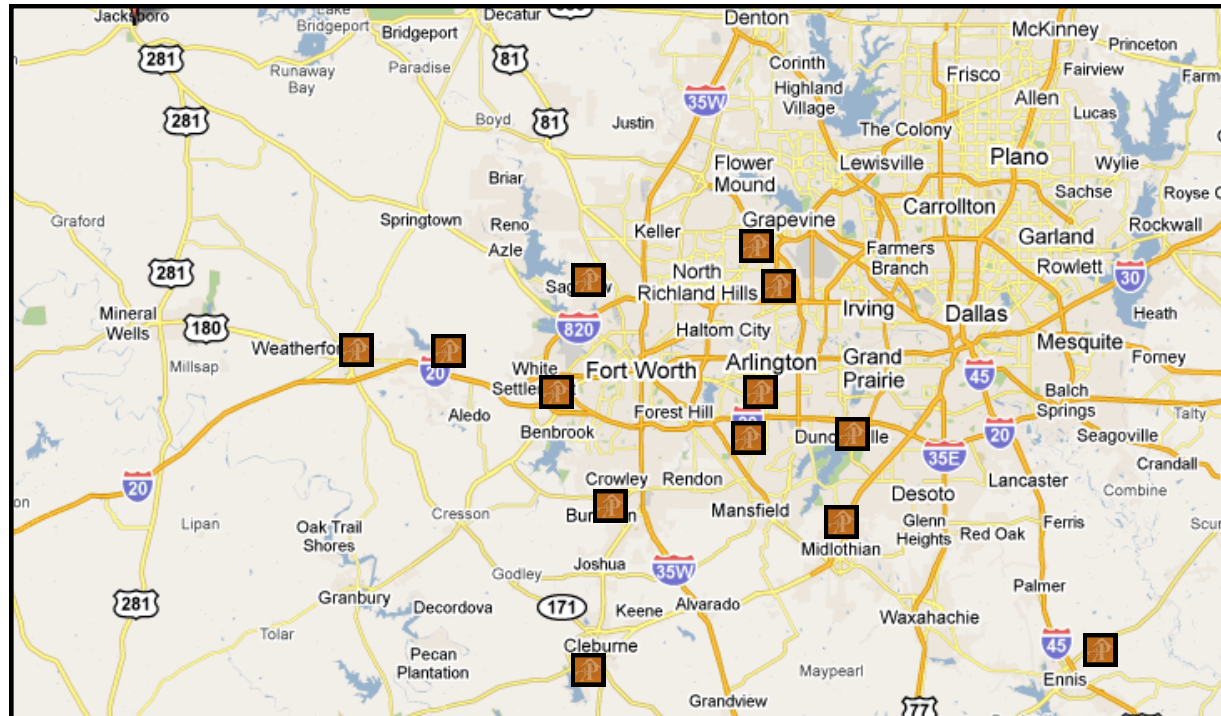 Jacksboro
Lake
Bridgeport
Decatur
Denton
Bridgeport
McKinney
Princeton
281
Paradise
81
Corinth
Frisco
Fairview
Runaway
Bay
35W
Highland
Village
Allen
Farm
281
Boyd
81
Justin
Lucas
The Colony
Flower
Mound
Lewisville
Plano
Wylie
Briar
Sachse
Royse C
Graford
Springtown
Reno
Grapevine
Carrollton
Rockwall
Keller
Garland
Azle
Farmers
Branch
Rowlett
281
North
Richland Hills
30
P
P
P
Mineral
Wells
180
820
Haltom City
Irving
Dallas
Heath
Mesquite
P
P
Millsap
20
White
Fort Worth
Arlington
Grand
Prairie
45
Forney
P
P
Balch
Springs
Aledo
Forest Hill
Talty
Benbrook
P
P
20
Seagoville
35E
Crandall
20
Crowley
Rendon
Lancaster
Combine
Desoto
P
Mansfield
P
Lipan
Cresson
Glenn
Heights
Ferris
Red Oak
Oak Trail
Shores
Midlothian
Joshua
35W
Godley
Palmer
Granbury
281
Decordova
171
Keene
Alvarado
Waxahachie
Tolar
Cleburne
45
P
Pecan
Plantation
P
Maypearl
Ennis
Grandview
77